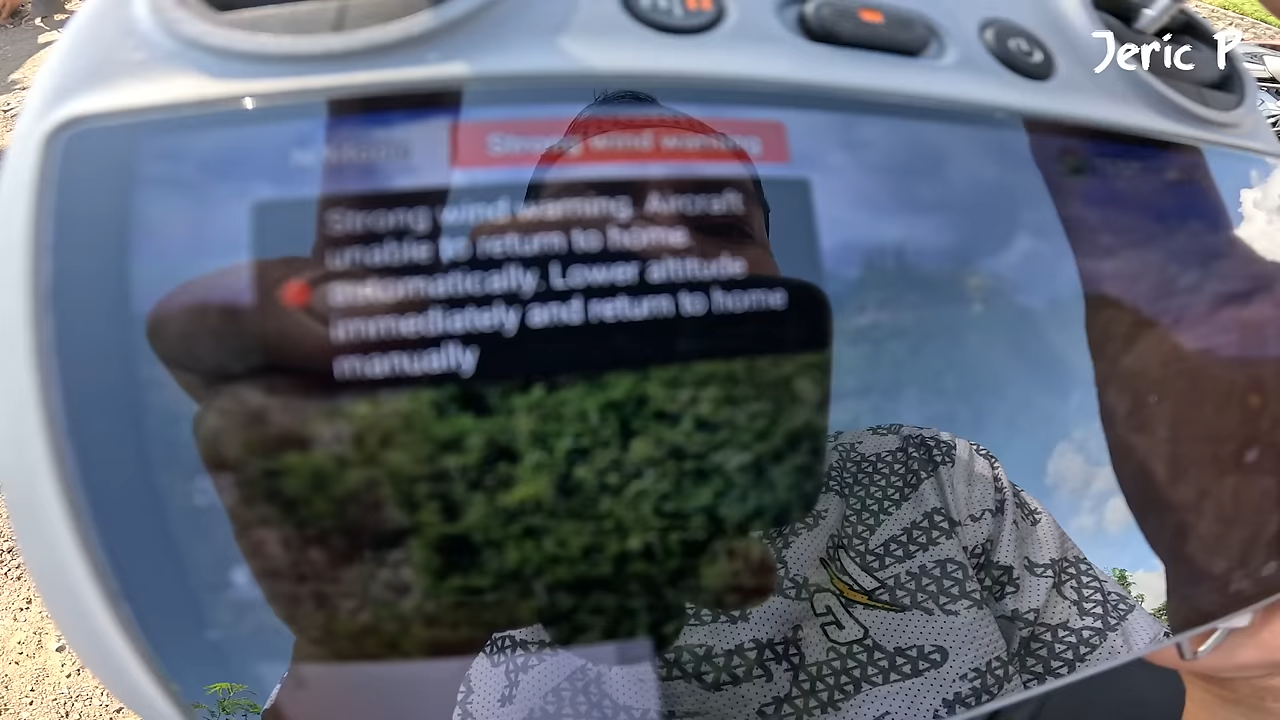 Jeric P
Strong wind warning
Strong wind warning. Aircraft
unable to return to home
automatically. Lower altitude
immediately and return to home
manually